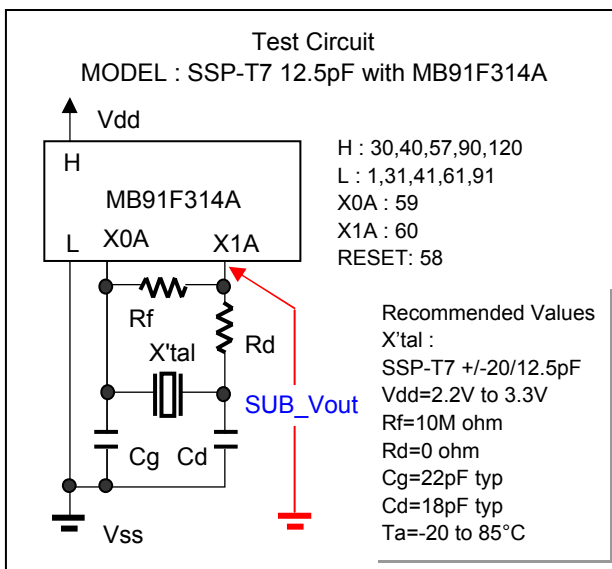 Test Circuit
MODEL : SSP-T7 12.5pF with MB91F314A
Vdd
H
MB91F314A
L X0A X1A
Rf
Rd
X'tal
SUB_Vout
Cg Cd
Vss
H : 30,40,57,90,120
L : 1,31,41,61,91
X0A : 59
X1A : 60
RESET: 58
Recommended Values
X'tal :
SSP-T7 +/-20/12.5pF
Vdd=2.2V to 3.3V
Rf=10M ohm
Rd=0 ohm
Cg=22pF typ
Cd=18pF typ
Ta=-20 to 85°C